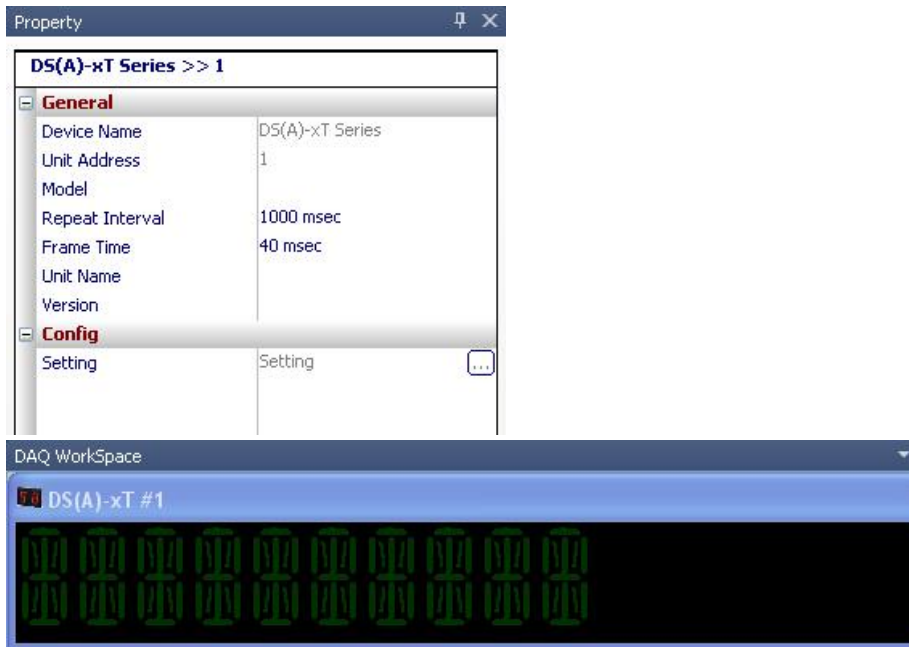 Property
DS(A)-xT Series >> 1
General
Device Name DS(A)-xT Series
Unit Address 1
Model
Repeat Interval 1000 msec
Frame Time 40 msec
Unit Name
Version
Config
Setting Setting ...
DAQ WorkSpace
DS(A)-xT #1